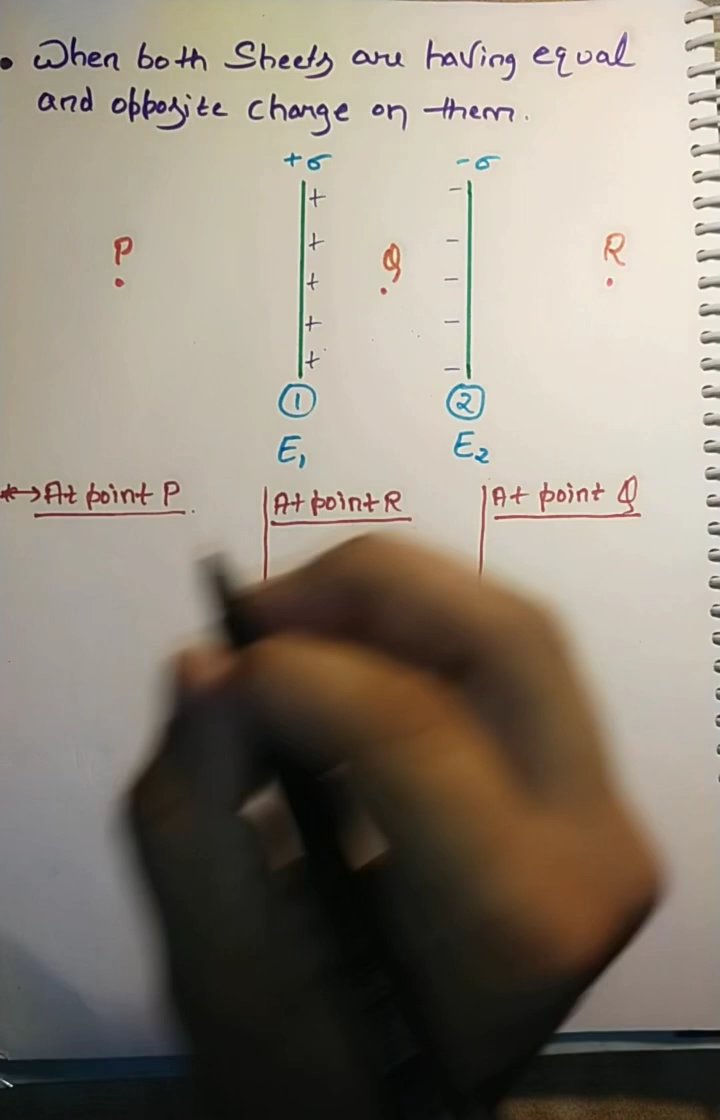 • When both Sheets are having equal
and opposite charge on them.
+σ -σ
P
Q
R
+ −
+ −
+ −
+ −
+ −
① ②
E₁ E₂
*→ At point P. At point R At point Q